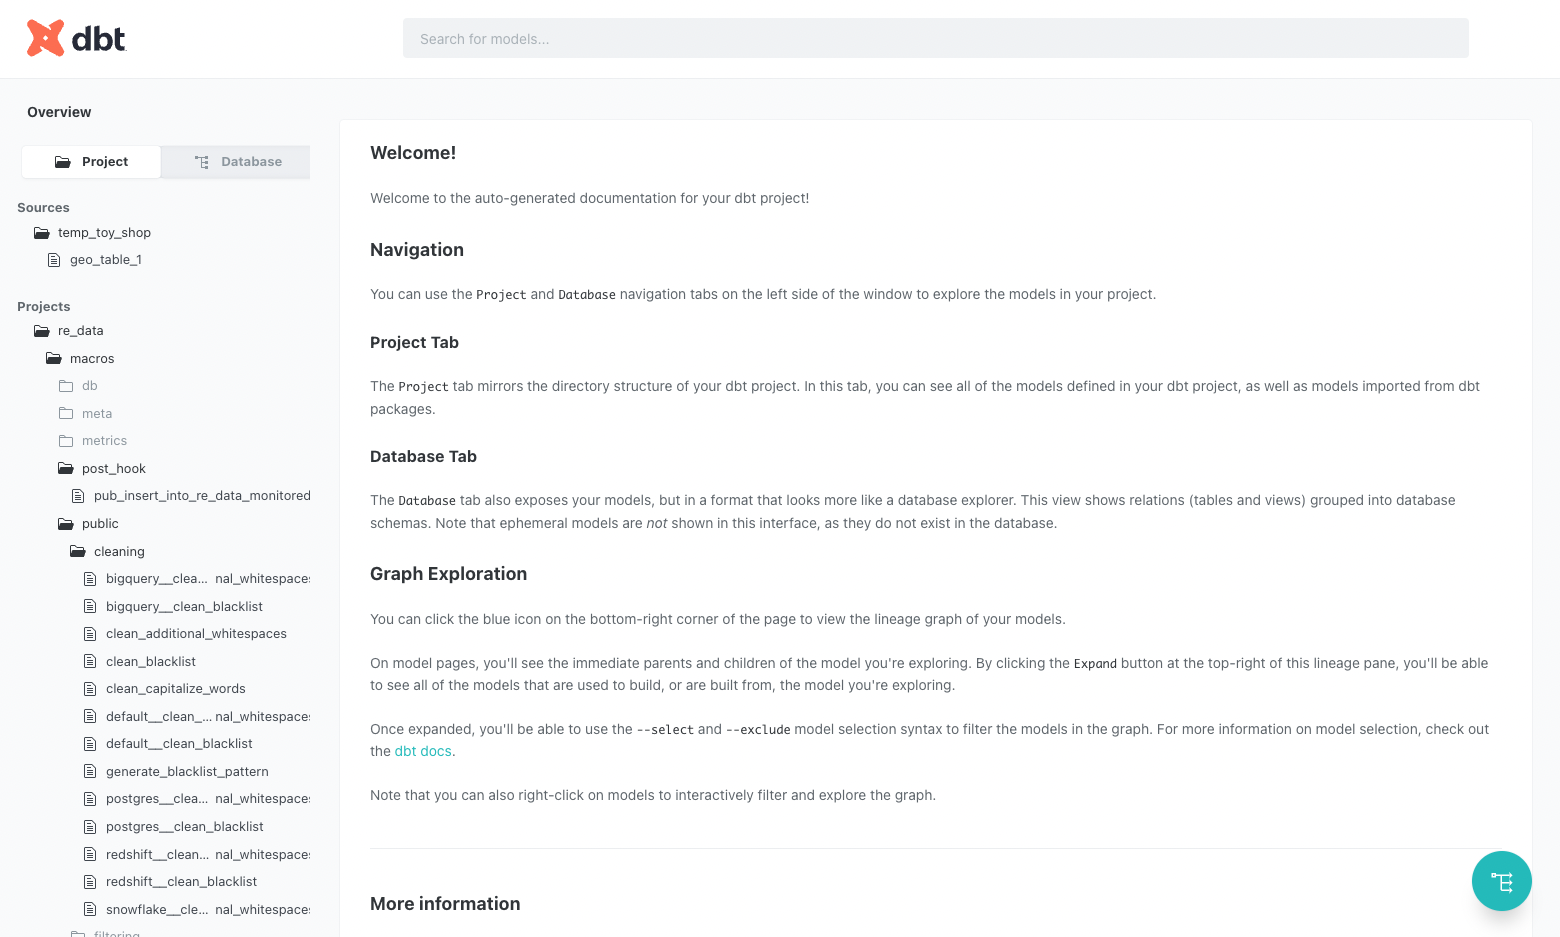 dbt
Search for models...
Overview
Project
Database
Sources
temp_toy_shop
geo_table_1
Projects
re_data
macros
db
meta
metrics
post_hook
pub_insert_into_re_data_monitored
public
cleaning
bigquery__clea... nal_whitespaces
bigquery__clean_blacklist
clean_additional_whitespaces
clean_blacklist
clean_capitalize_words
default__clean_... nal_whitespaces
default__clean_blacklist
generate_blacklist_pattern
postgres__clea... nal_whitespaces
postgres__clean_blacklist
redshift__clean... nal_whitespaces
redshift__clean_blacklist
snowflake__cle... nal_whitespaces
filtering
Welcome!
Welcome to the auto-generated documentation for your dbt project!
Navigation
You can use the Project and Database navigation tabs on the left side of the window to explore the models in your project.
Project Tab
The Project tab mirrors the directory structure of your dbt project. In this tab, you can see all of the models defined in your dbt project, as well as models imported from dbt
packages.
Database Tab
The Database tab also exposes your models, but in a format that looks more like a database explorer. This view shows relations (tables and views) grouped into database
schemas. Note that ephemeral models are not shown in this interface, as they do not exist in the database.
Graph Exploration
You can click the blue icon on the bottom-right corner of the page to view the lineage graph of your models.
On model pages, you'll see the immediate parents and children of the model you're exploring. By clicking the Expand button at the top-right of this lineage pane, you'll be able
to see all of the models that are used to build, or are built from, the model you're exploring.
Once expanded, you'll be able to use the --select and --exclude model selection syntax to filter the models in the graph. For more information on model selection, check out
the dbt docs.
Note that you can also right-click on models to interactively filter and explore the graph.
More information